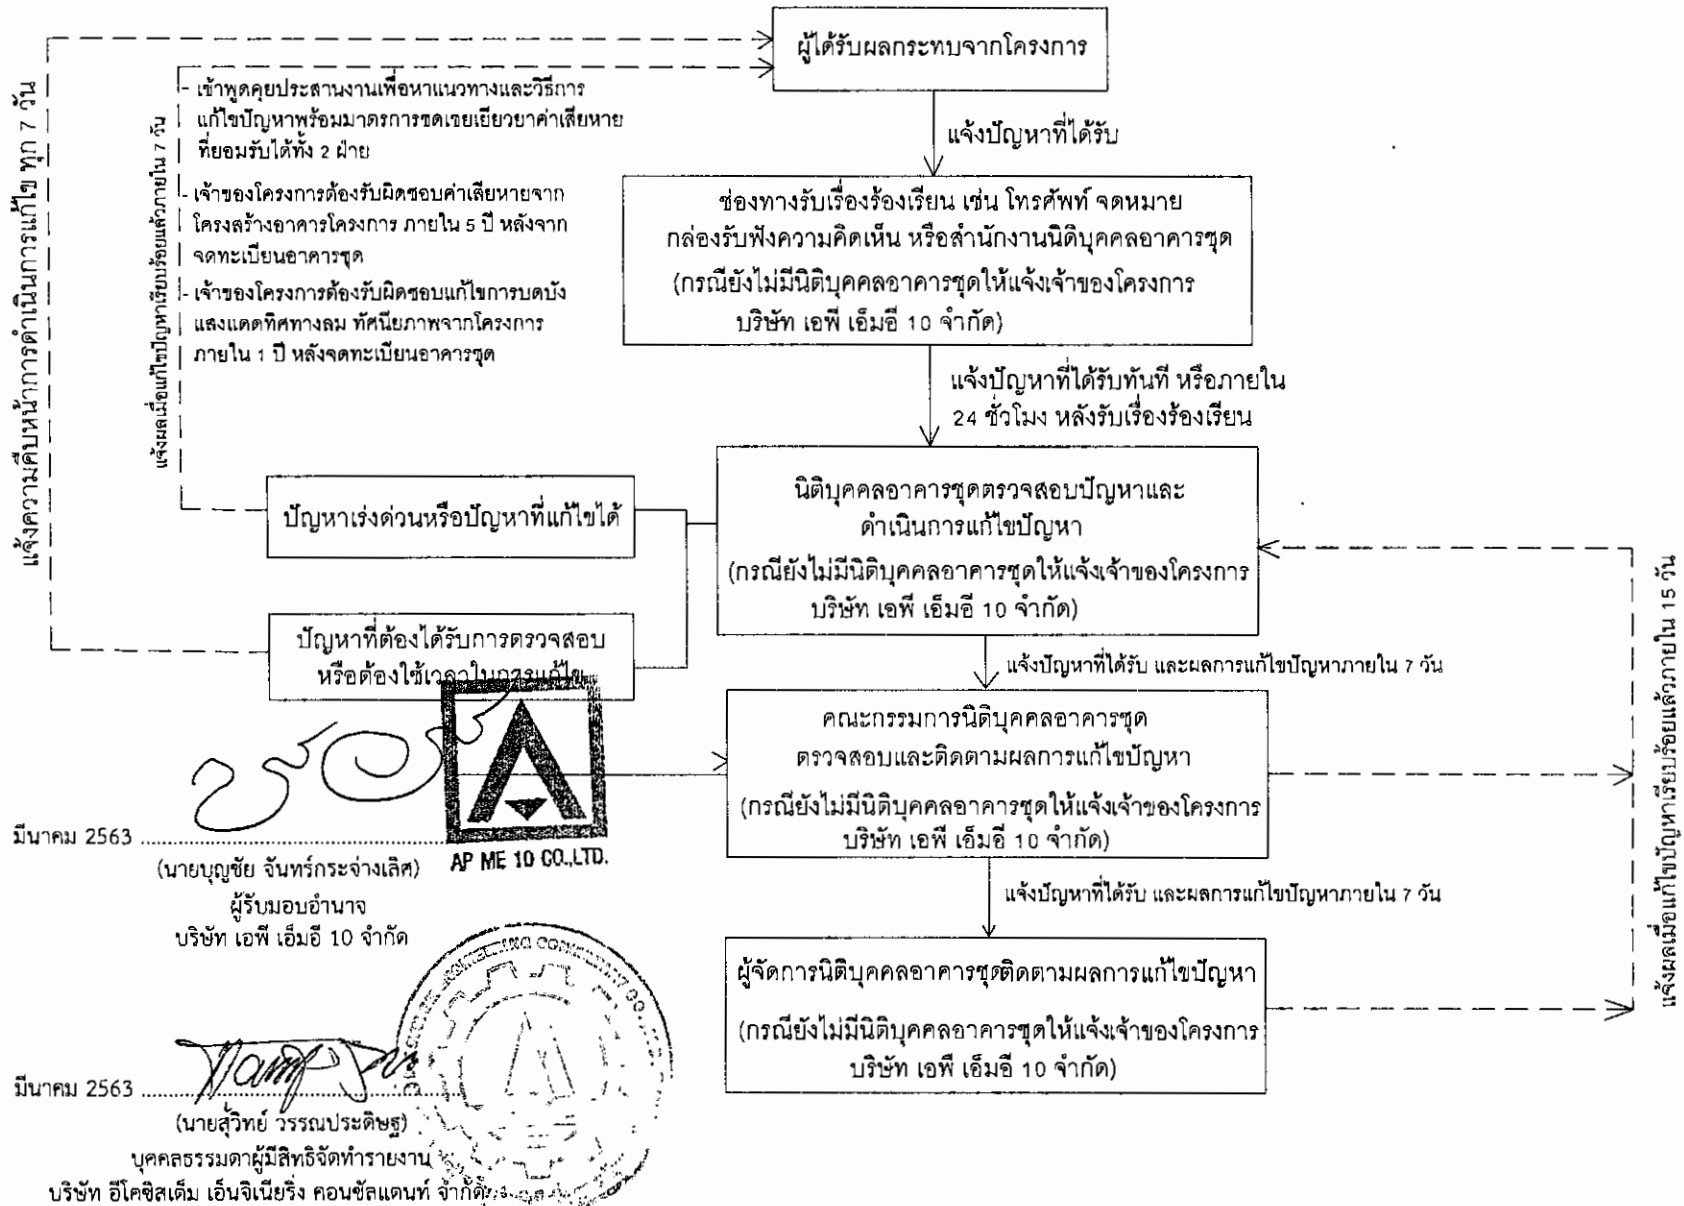 ผู้ได้รับผลกระทบจากโครงการ
แจ้งปัญหาที่ได้รับ
ช่องทางรับเรื่องร้องเรียน เช่น โทรศัพท์ จดหมาย
กล่องรับฟังความคิดเห็น หรือสำนักงานนิติบุคคลอาคารชุด
(กรณียังไม่มีนิติบุคคลอาคารชุดให้แจ้งเจ้าของโครงการ
บริษัท เอพี เอ็มอี 10 จำกัด)
แจ้งปัญหาที่ได้รับทันที หรือภายใน
24 ชั่วโมง หลังรับเรื่องร้องเรียน
นิติบุคคลอาคารชุดตรวจสอบปัญหาและ
ดำเนินการแก้ไขปัญหา
(กรณียังไม่มีนิติบุคคลอาคารชุดให้แจ้งเจ้าของโครงการ
บริษัท เอพี เอ็มอี 10 จำกัด)
ปัญหาเร่งด่วนหรือปัญหาที่แก้ไขได้
ปัญหาที่ต้องได้รับการตรวจสอบ
หรือต้องใช้เวลาในการแก้ไข
แจ้งความคืบหน้าการดำเนินการแก้ไข ทุก 7 วัน
แจ้งผลเมื่อแก้ไขปัญหาเรียบร้อยแล้วภายใน 7 วัน
- เข้าพูดคุยประสานงานเพื่อหาแนวทางและวิธีการ
แก้ไขปัญหาพร้อมมาตรการชดเชยเยียวยาค่าเสียหาย
ที่ยอมรับได้ทั้ง 2 ฝ่าย
- เจ้าของโครงการต้องรับผิดชอบค่าเสียหายจาก
โครงสร้างอาคารโครงการ ภายใน 5 ปี หลังจาก
จดทะเบียนอาคารชุด
- เจ้าของโครงการต้องรับผิดชอบแก้ไขการบดบัง
แสงแดดทิศทางลม ทัศนียภาพจากโครงการ
ภายใน 1 ปี หลังจดทะเบียนอาคารชุด
แจ้งปัญหาที่ได้รับ และผลการแก้ไขปัญหาภายใน 7 วัน
คณะกรรมการนิติบุคคลอาคารชุด
ตรวจสอบและติดตามผลการแก้ไขปัญหา
(กรณียังไม่มีนิติบุคคลอาคารชุดให้แจ้งเจ้าของโครงการ
บริษัท เอพี เอ็มอี 10 จำกัด)
แจ้งปัญหาที่ได้รับ และผลการแก้ไขปัญหาภายใน 7 วัน
ผู้จัดการนิติบุคคลอาคารชุดติดตามผลการแก้ไขปัญหา
(กรณียังไม่มีนิติบุคคลอาคารชุดให้แจ้งเจ้าของโครงการ
บริษัท เอพี เอ็มอี 10 จำกัด)
แจ้งผลเมื่อแก้ไขปัญหาเรียบร้อยแล้วภายใน 15 วัน
มีนาคม 2563
AP ME 10 CO.,LTD.
(นายบุญชัย จันทร์กระจ่างเลิศ)
ผู้รับมอบอำนาจ
บริษัท เอพี เอ็มอี 10 จำกัด
มีนาคม 2563
(นายสุวิทย์ วรรณประดิษฐ)
บุคคลธรรมดาผู้มีสิทธิจัดทำรายงาน
บริษัท อีโคซิสเต็ม เอ็นจิเนียริ่ง คอนซัลแตนท์ จำกัด